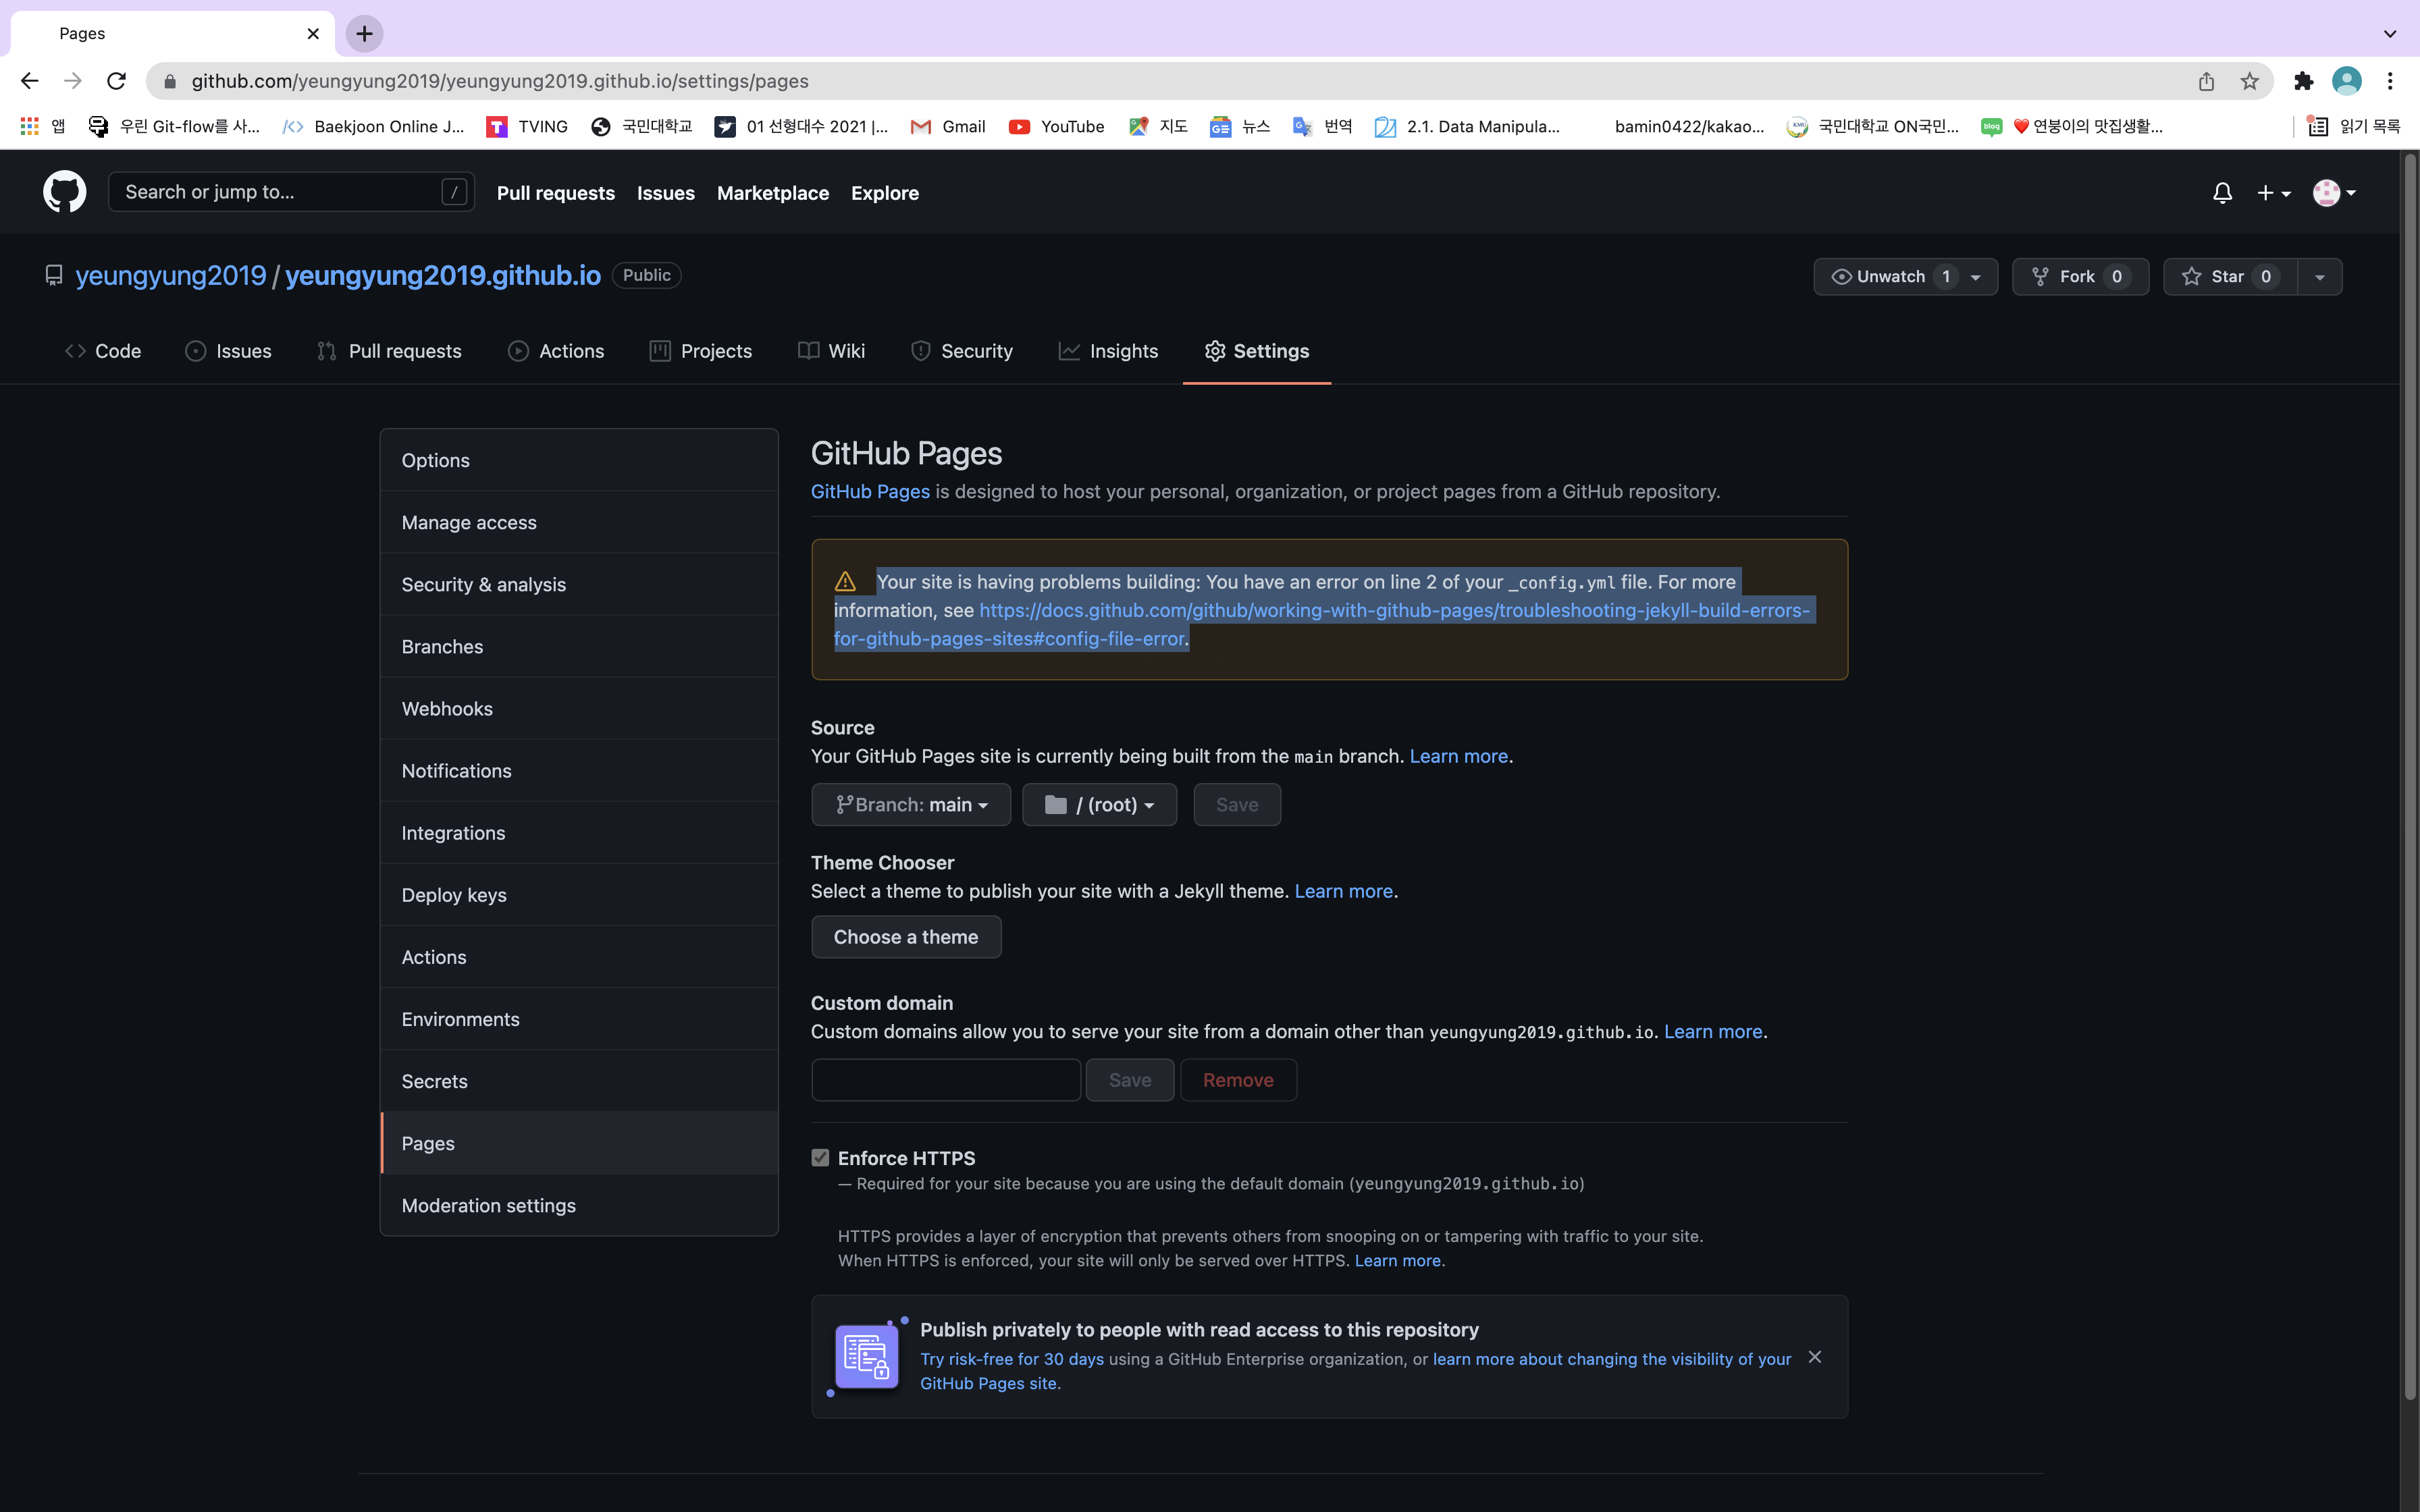 Pages
github.com/yeungyung2019/yeungyung2019.github.io/settings/pages
앱 우린 Git-flow를 사... Baekjoon Online J... TVING 국민대학교 01 선형대수 2021 |... Gmail YouTube 지도 뉴스 번역 2.1. Data Manipula... bamin0422/kakao... 국민대학교 ON국민... ❤️연붕이의 맛집생활... 읽기 목록
Search or jump to... / Pull requests Issues Marketplace Explore
yeungyung2019 / yeungyung2019.github.io Public Unwatch 1 Fork 0 Star 0
Code Issues Pull requests Actions Projects Wiki Security Insights Settings
Options
Manage access
Security & analysis
Branches
Webhooks
Notifications
Integrations
Deploy keys
Actions
Environments
Secrets
Pages
Moderation settings
GitHub Pages
GitHub Pages is designed to host your personal, organization, or project pages from a GitHub repository.
Your site is having problems building: You have an error on line 2 of your _config.yml file. For more
information, see https://docs.github.com/github/working-with-github-pages/troubleshooting-jekyll-build-errors-
for-github-pages-sites#config-file-error.
Source
Your GitHub Pages site is currently being built from the main branch. Learn more.
Branch: main / (root) Save
Theme Chooser
Select a theme to publish your site with a Jekyll theme. Learn more.
Choose a theme
Custom domain
Custom domains allow you to serve your site from a domain other than yeungyung2019.github.io. Learn more.
Save Remove
Enforce HTTPS
— Required for your site because you are using the default domain (yeungyung2019.github.io)
HTTPS provides a layer of encryption that prevents others from snooping on or tampering with traffic to your site.
When HTTPS is enforced, your site will only be served over HTTPS. Learn more.
Publish privately to people with read access to this repository
Try risk-free for 30 days using a GitHub Enterprise organization, or learn more about changing the visibility of your
GitHub Pages site.